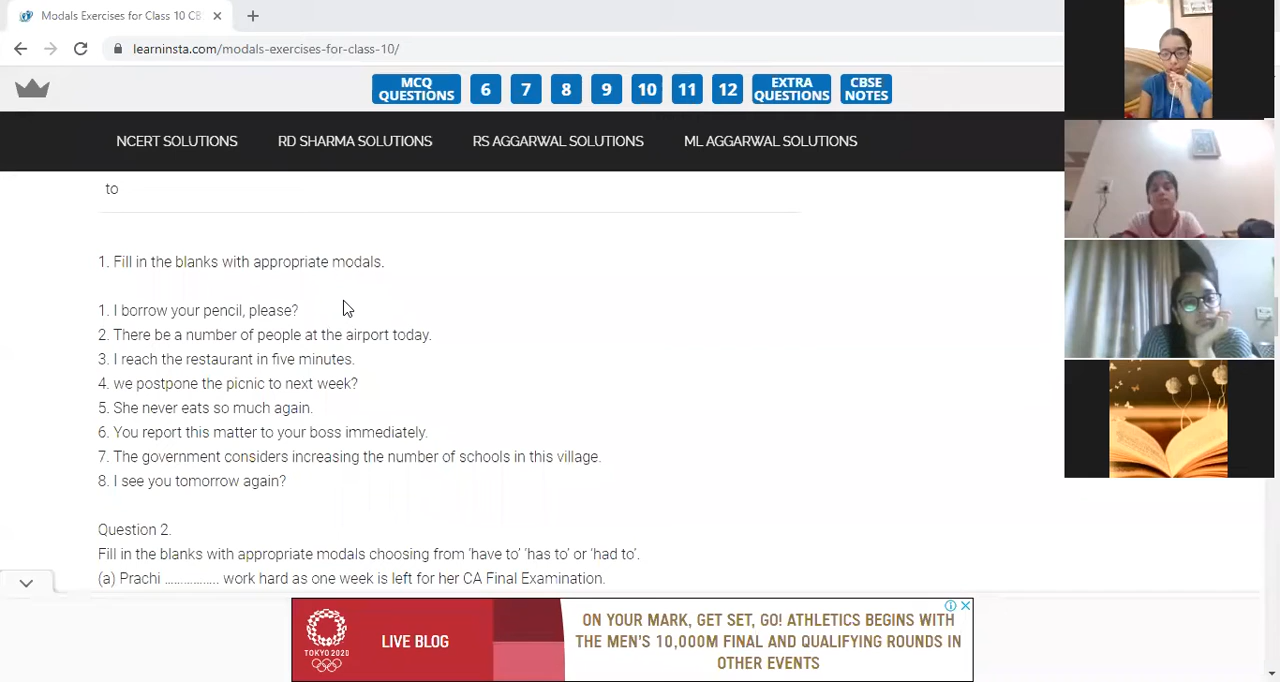 Modals Exercises for Class 10 CB
learninsta.com/modals-exercises-for-class-10/
MCQ QUESTIONS
6
7
8
9
10
11
12
EXTRA QUESTIONS
CBSE NOTES
NCERT SOLUTIONS
RD SHARMA SOLUTIONS
RS AGGARWAL SOLUTIONS
ML AGGARWAL SOLUTIONS
to
1. Fill in the blanks with appropriate modals.
1. I borrow your pencil, please?
2. There be a number of people at the airport today.
3. I reach the restaurant in five minutes.
4. we postpone the picnic to next week?
5. She never eats so much again.
6. You report this matter to your boss immediately.
7. The government considers increasing the number of schools in this village.
8. I see you tomorrow again?
Question 2.
Fill in the blanks with appropriate modals choosing from ‘have to’ ‘has to’ or ‘had to’.
(a) Prachi ................ work hard as one week is left for her CA Final Examination.
TOKYO 2020
LIVE BLOG
ON YOUR MARK, GET SET, GO! ATHLETICS BEGINS WITH
THE MEN'S 10,000M FINAL AND QUALIFYING ROUNDS IN
OTHER EVENTS